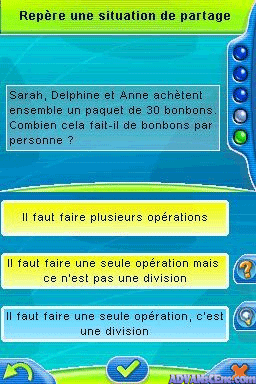 Repère une situation de partage
Sarah, Delphine et Anne achètent
ensemble un paquet de 30 bonbons.
Combien cela fait-il de bonbons par
personne ?
Il faut faire plusieurs opérations
Il faut faire une seule opération mais
ce n'est pas une division
Il faut faire une seule opération, c'est
une division
?